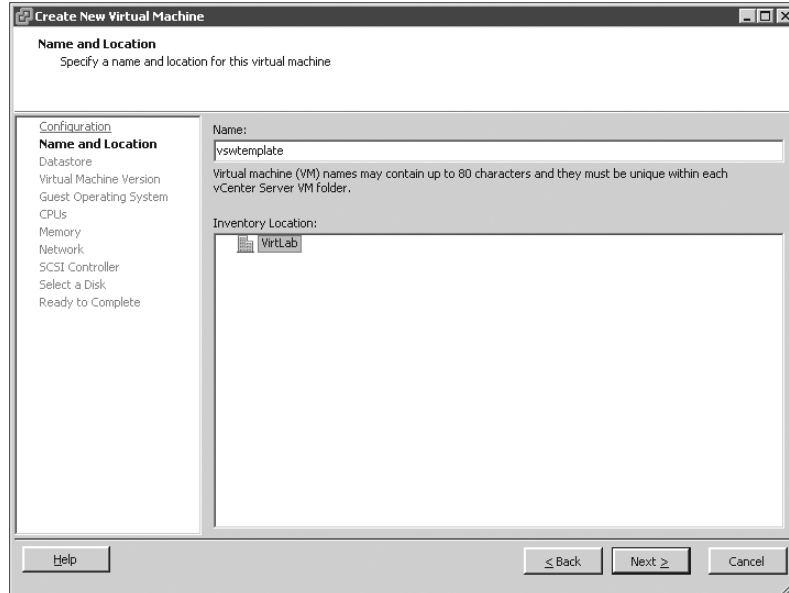 Create New Virtual Machine
Name and Location
Specify a name and location for this virtual machine
Configuration
Name and Location
Datastore
Virtual Machine Version
Guest Operating System
CPUs
Memory
Network
SCSI Controller
Select a Disk
Ready to Complete
Name:
vswtemplate
Virtual machine (VM) names may contain up to 80 characters and they must be unique within each
vCenter Server VM folder.
Inventory Location:
VirtLab
Help
< Back
Next >
Cancel